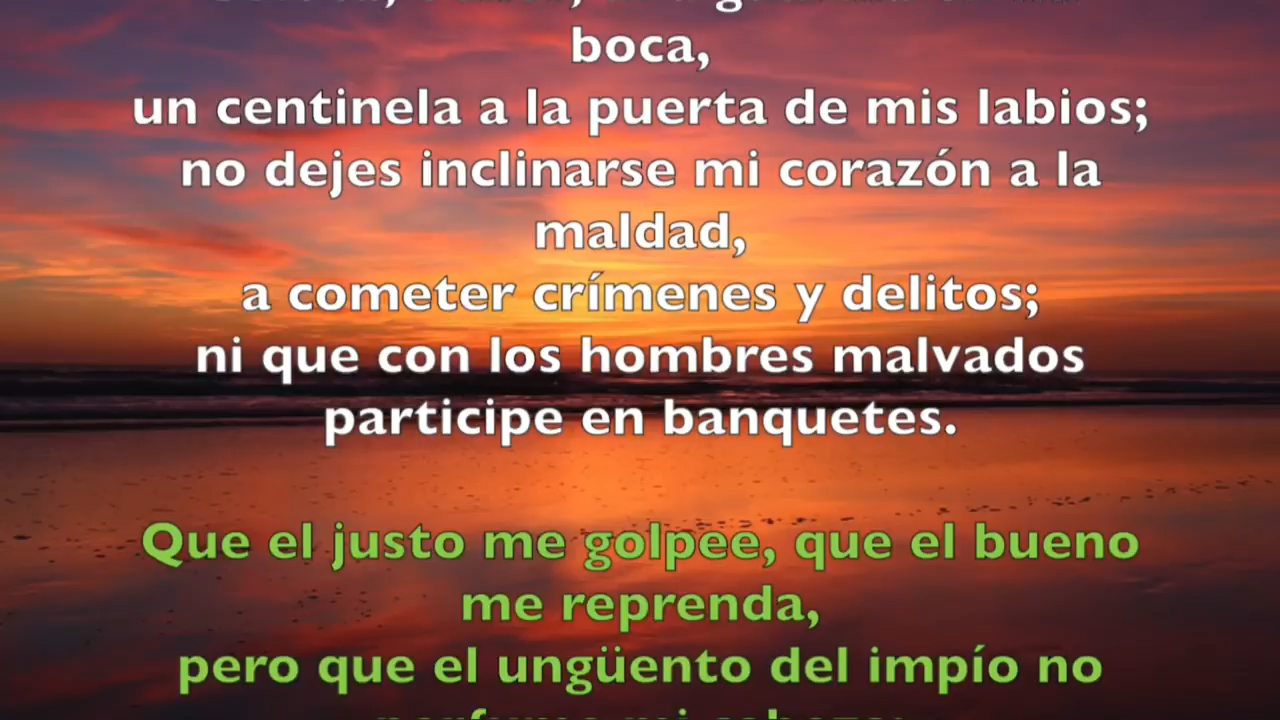 boca,
un centinela a la puerta de mis labios;
no dejes inclinarse mi corazón a la
maldad,
a cometer crímenes y delitos;
ni que con los hombres malvados
participe en banquetes.
Que el justo me golpee, que el bueno
me reprenda,
pero que el ungüento del impío no